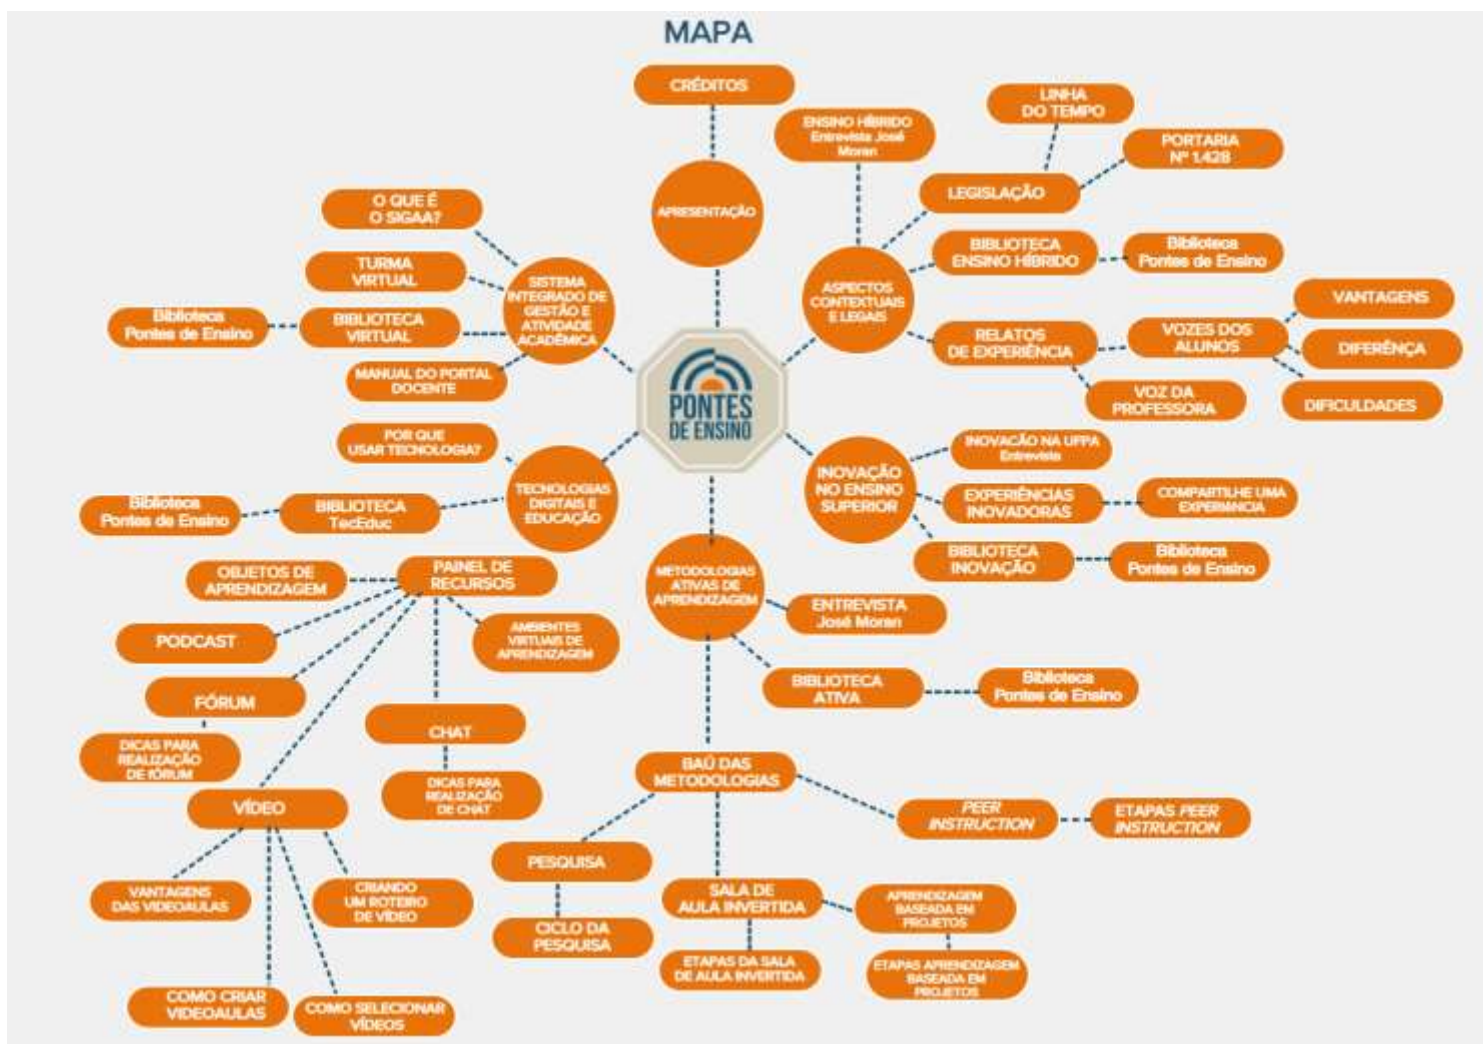 MAPA
CRÉDITOS
APRESENTAÇÃO
ENSINO HÍBRIDO
Entrevista José
Moran
LINHA
DO TEMPO
PORTARIA
Nº 1.428
LEGISLAÇÃO
BIBLIOTECA
ENSINO HÍBRIDO
Biblioteca
Pontes de Ensino
ASPECTOS
CONTEXTUAIS
E LEGAIS
RELATOS
DE EXPERIÊNCIA
VOZES DOS
ALUNOS
VANTAGENS
DIFERÊNÇA
DIFICULDADES
VOZ DA
PROFESSORA
O QUE É
O SIGAA?
TURMA
VIRTUAL
SISTEMA
INTEGRADO DE
GESTÃO E
ATIVIDADE
ACADÊMICA
Biblioteca
Pontes de Ensino
BIBLIOTECA
VIRTUAL
MANUAL DO PORTAL
DOCENTE
PONTES
DE ENSINO
POR QUE
USAR TECNOLOGIA?
TECNOLOGIAS
DIGITAIS E
EDUCAÇÃO
Biblioteca
Pontes de Ensino
BIBLIOTECA
TecEduc
INOVAÇÃO
NO ENSINO
SUPERIOR
INOVACÃO NA UFPA
Entrevista
EXPERIÊNCIAS
INOVADORAS
COMPARTILHE UMA
EXPERIÂNCIA
BIBLIOTECA
INOVAÇÃO
Biblioteca
Pontes de Ensino
PAINEL DE
RECURSOS
OBJETOS DE
APRENDIZAGEM
PODCAST
FÓRUM
DICAS PARA
REALIZAÇÃO
DE FÓRUM
AMBIENTES
VIRTUAIS DE
APRENDIZAGEM
CHAT
DICAS PARA
REALIZAÇÃO
DE CHAT
VÍDEO
VANTAGENS
DAS VIDEOAULAS
CRIANDO
UM ROTEIRO
DE VÍDEO
COMO CRIAR
VIDEOAULAS
COMO SELECIONAR
VÍDEOS
METODOLOGIAS
ATIVAS DE
APRENDIZAGEM
ENTREVISTA
José Moran
BIBLIOTECA
ATIVA
Biblioteca
Pontes de Ensino
BAÚ DAS
METODOLOGIAS
PEER
INSTRUCTION
ETAPAS PEER
INSTRUCTION
PESQUISA
CICLO DA
PESQUISA
SALA DE
AULA INVERTIDA
ETAPAS DA SALA
DE AULA INVERTIDA
APRENDIZAGEM
BASEADA EM
PROJETOS
ETAPAS APRENDIZAGEM
BASEADA EM
PROJETOS